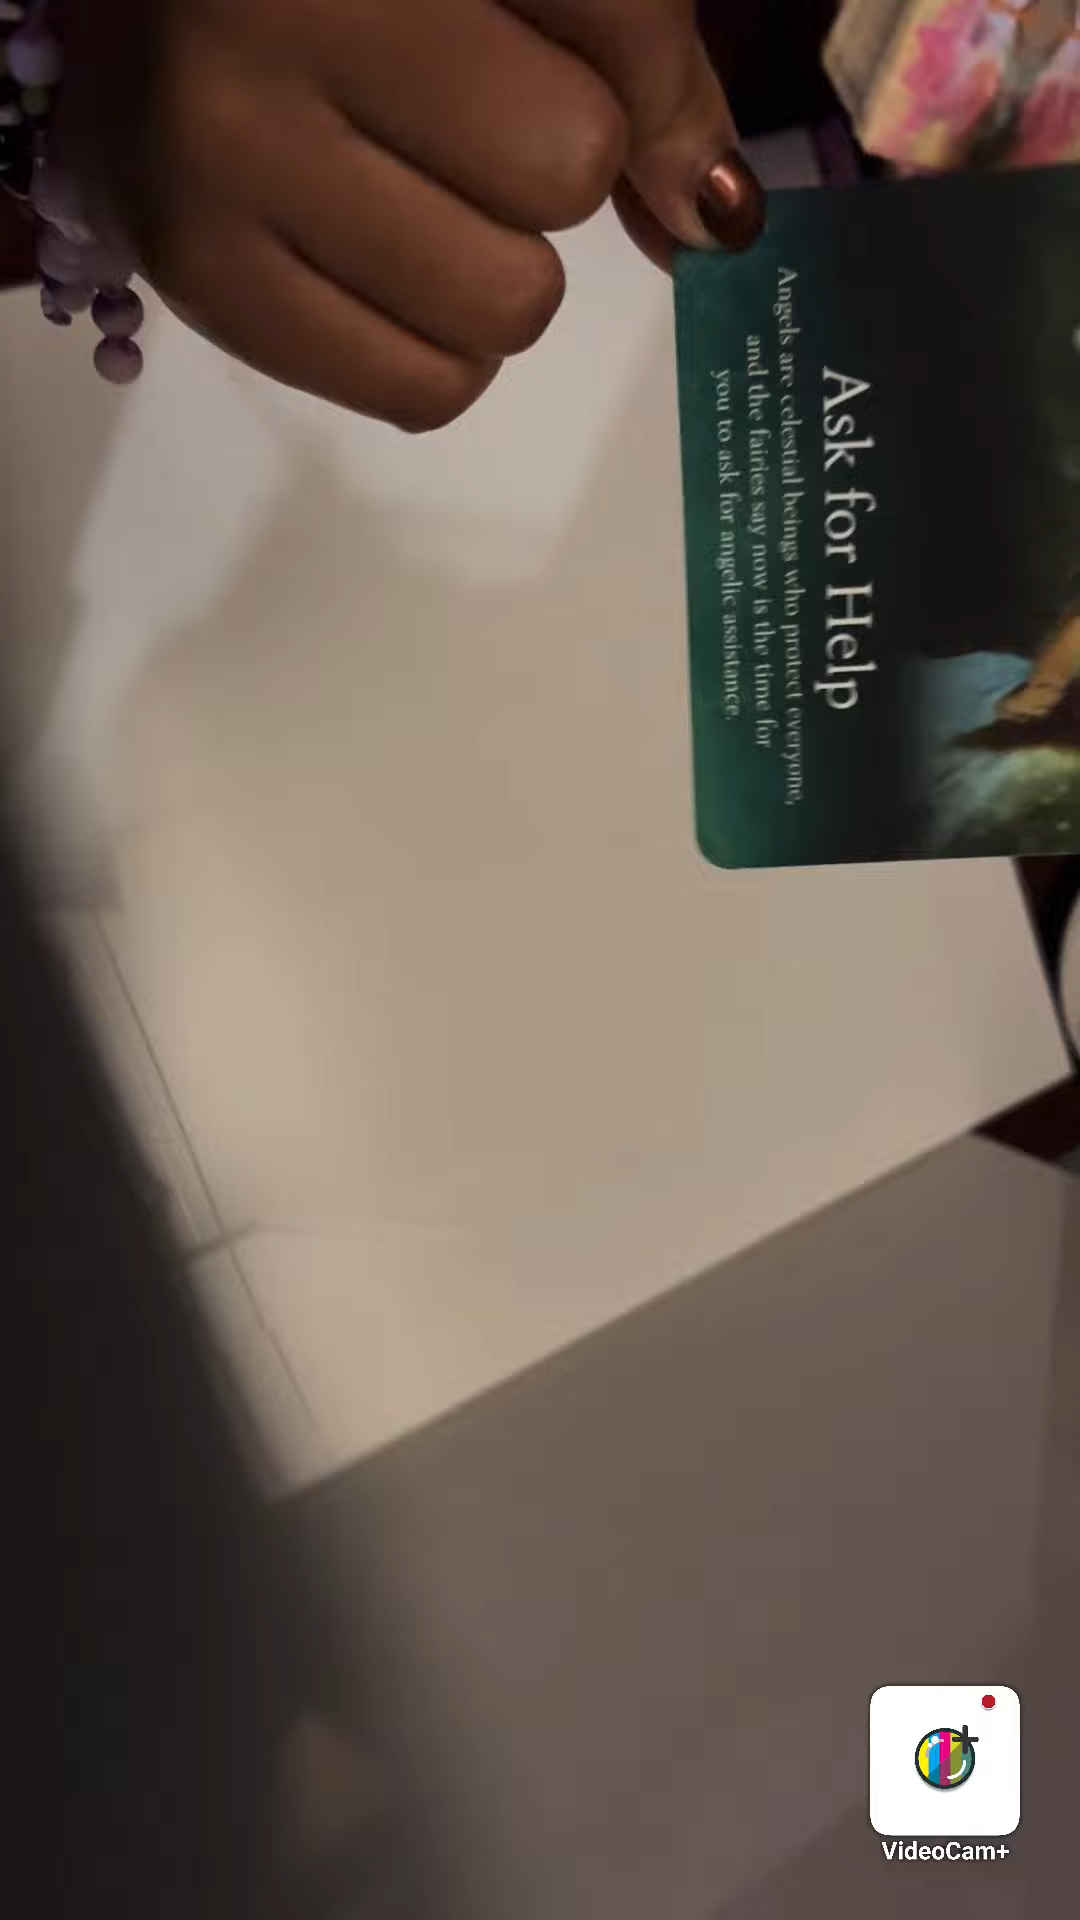 Ask for Help
Angels are celestial beings who protect everyone,
and the fairies say now is the time for
you to ask for angelic assistance.
VideoCam+